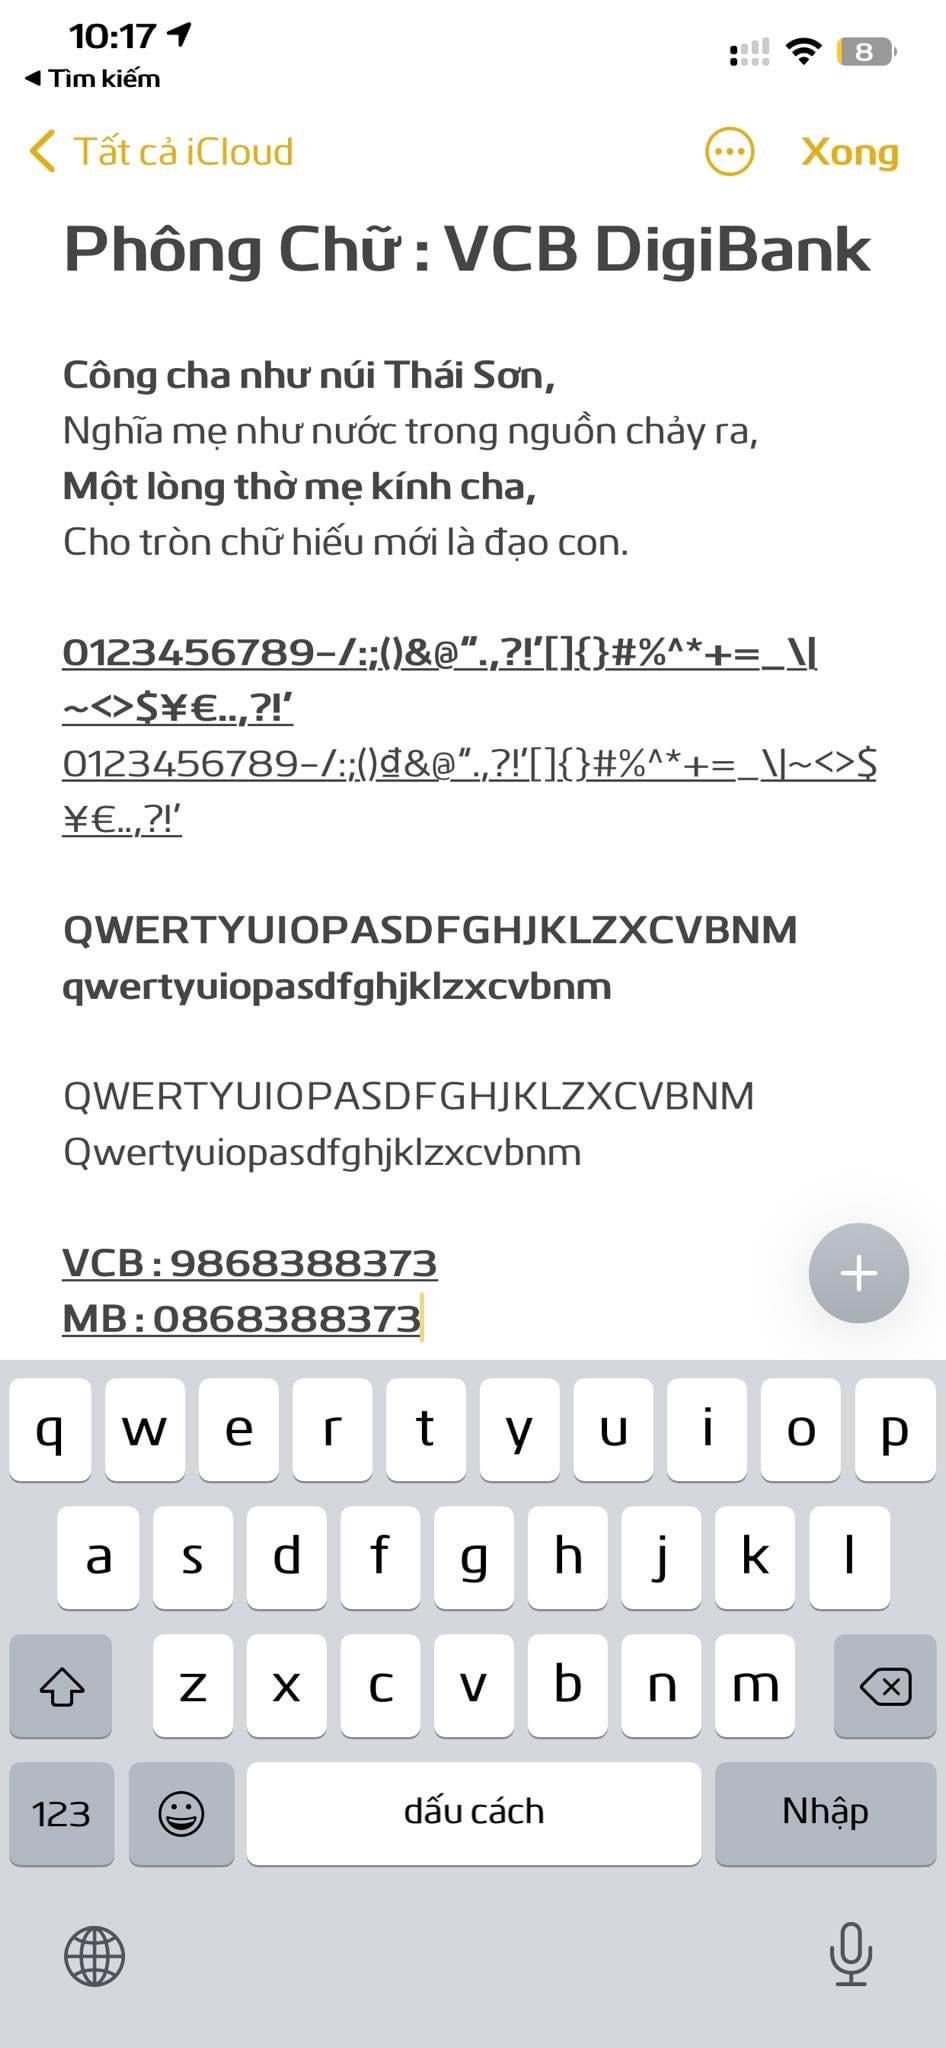 10:17
8
◀ Tìm kiếm
Tất cả iCloud
Xong
Phông Chữ : VCB DigiBank
Công cha như núi Thái Sơn,
Nghĩa mẹ như nước trong nguồn chảy ra,
Một lòng thờ mẹ kính cha,
Cho tròn chữ hiếu mới là đạo con.
0123456789-/:;()&@“.,?!’[]{}#%^*+=_\|
~<>$¥€..,?!’
0123456789-/:;()₫&@“.,?!’[]{}#%^*+=_\|~<>$
¥€..,?!’
QWERTYUIOPASDFGHJKLZXCVBNM
qwertyuiopasdfghjklzxcvbnm
QWERTYUIOPASDFGHJKLZXCVBNM
Qwertyuiopasdfghjklzxcvbnm
VCB : 9868388373
MB : 0868388373
q w e r t y u i o p
a s d f g h j k l
z x c v b n m
123 dấu cách Nhập